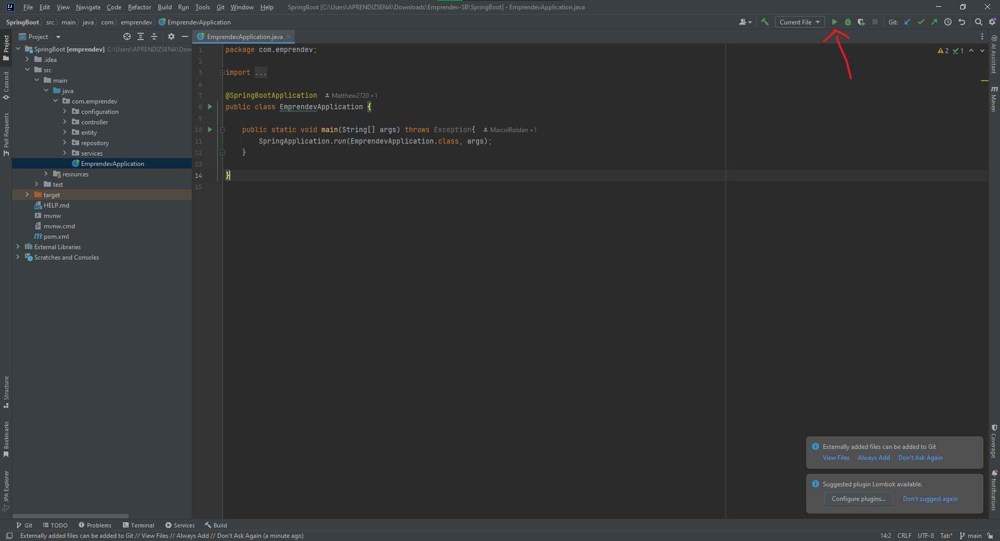 File Edit View Navigate Code Refactor Build Run Tools Git Window Help SpringBoot [C:\Users\APRENDIZSENA\Downloads\Emprendev-SB\SpringBoot] - EmprendevApplication.java
SpringBoot src main java com emprendev EmprendevApplication
Current File Git:
Project
EmprendevApplication.java
Project
Commit
Pull Requests
Structure
Bookmarks
JPA Explorer
SpringBoot [emprendev] C:\Users\APRENDIZSENA\Dow
.idea
src
main
java
com.emprendev
configuration
controller
entity
repository
services
EmprendevApplication
resources
test
target
HELP.md
mvnw
mvnw.cmd
pom.xml
External Libraries
Scratches and Consoles
1 package com.emprendev;
2
3 import ...
6
7 @SpringBootApplication Matthew2720 +1
8 public class EmprendevApplication {
9
10 public static void main(String[] args) throws Exception{ MaicolRoldan +1
11 SpringApplication.run(EmprendevApplication.class, args);
12 }
13
14 }
15
2 1
AI Assistant
Maven
Coverage
Notifications
Externally added files can be added to Git
View Files Always Add Don't Ask Again
Suggested plugin Lombok available.
Configure plugins... Don't suggest again
Git TODO Problems Terminal Services Build
Externally added files can be added to Git // View Files // Always Add // Don't Ask Again (a minute ago)
14:2 CRLF UTF-8 Tab* main